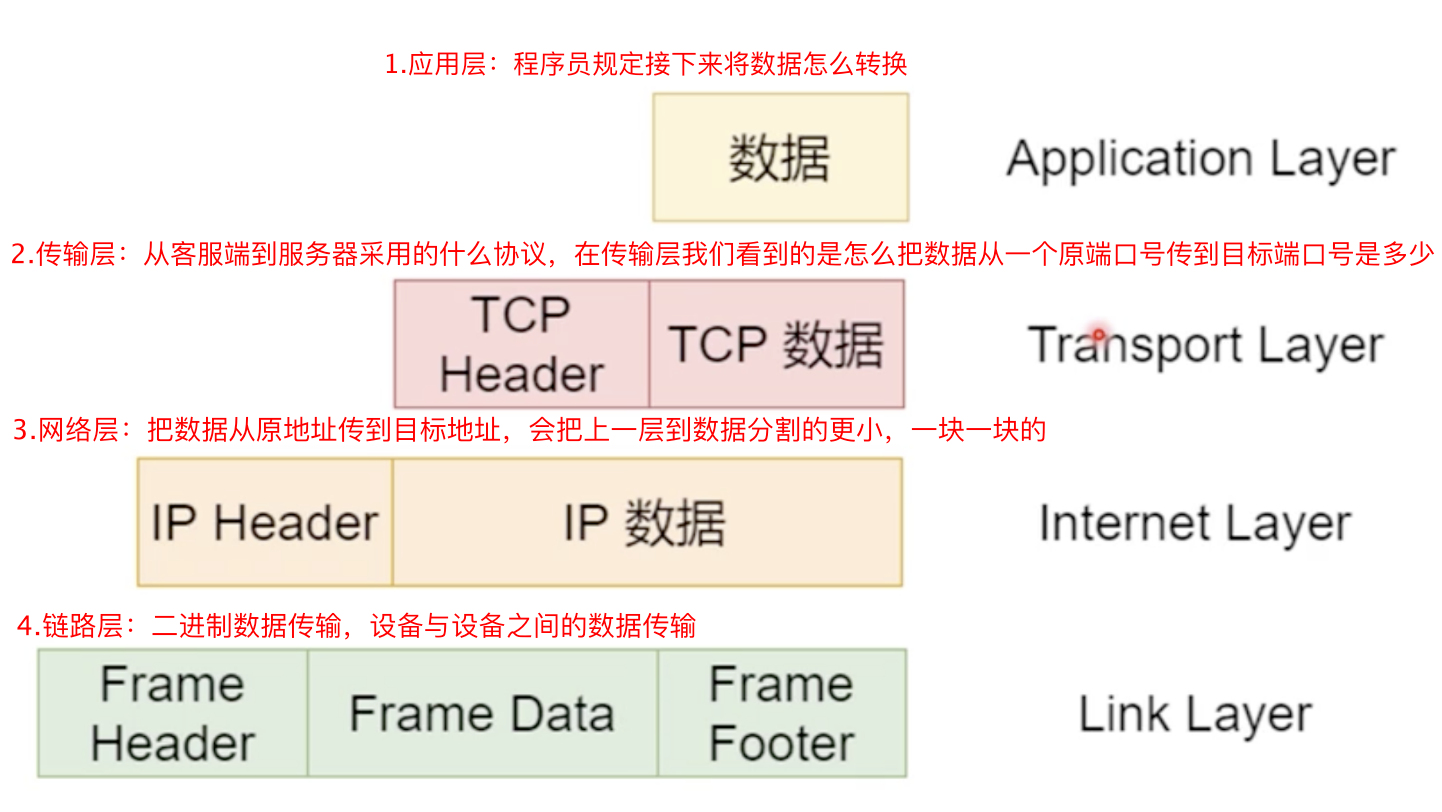 1.应用层：程序员规定接下来将数据怎么转换
数据
Application Layer
2.传输层：从客服端到服务器采用的什么协议，在传输层我们看到的是怎么把数据从一个原端口号传到目标端口号是多少
TCP
Header
TCP 数据
Transport Layer
3.网络层：把数据从原地址传到目标地址，会把上一层到数据分割的更小，一块一块的
IP Header
IP 数据
Internet Layer
4.链路层：二进制数据传输，设备与设备之间的数据传输
Frame
Header
Frame Data
Frame
Footer
Link Layer